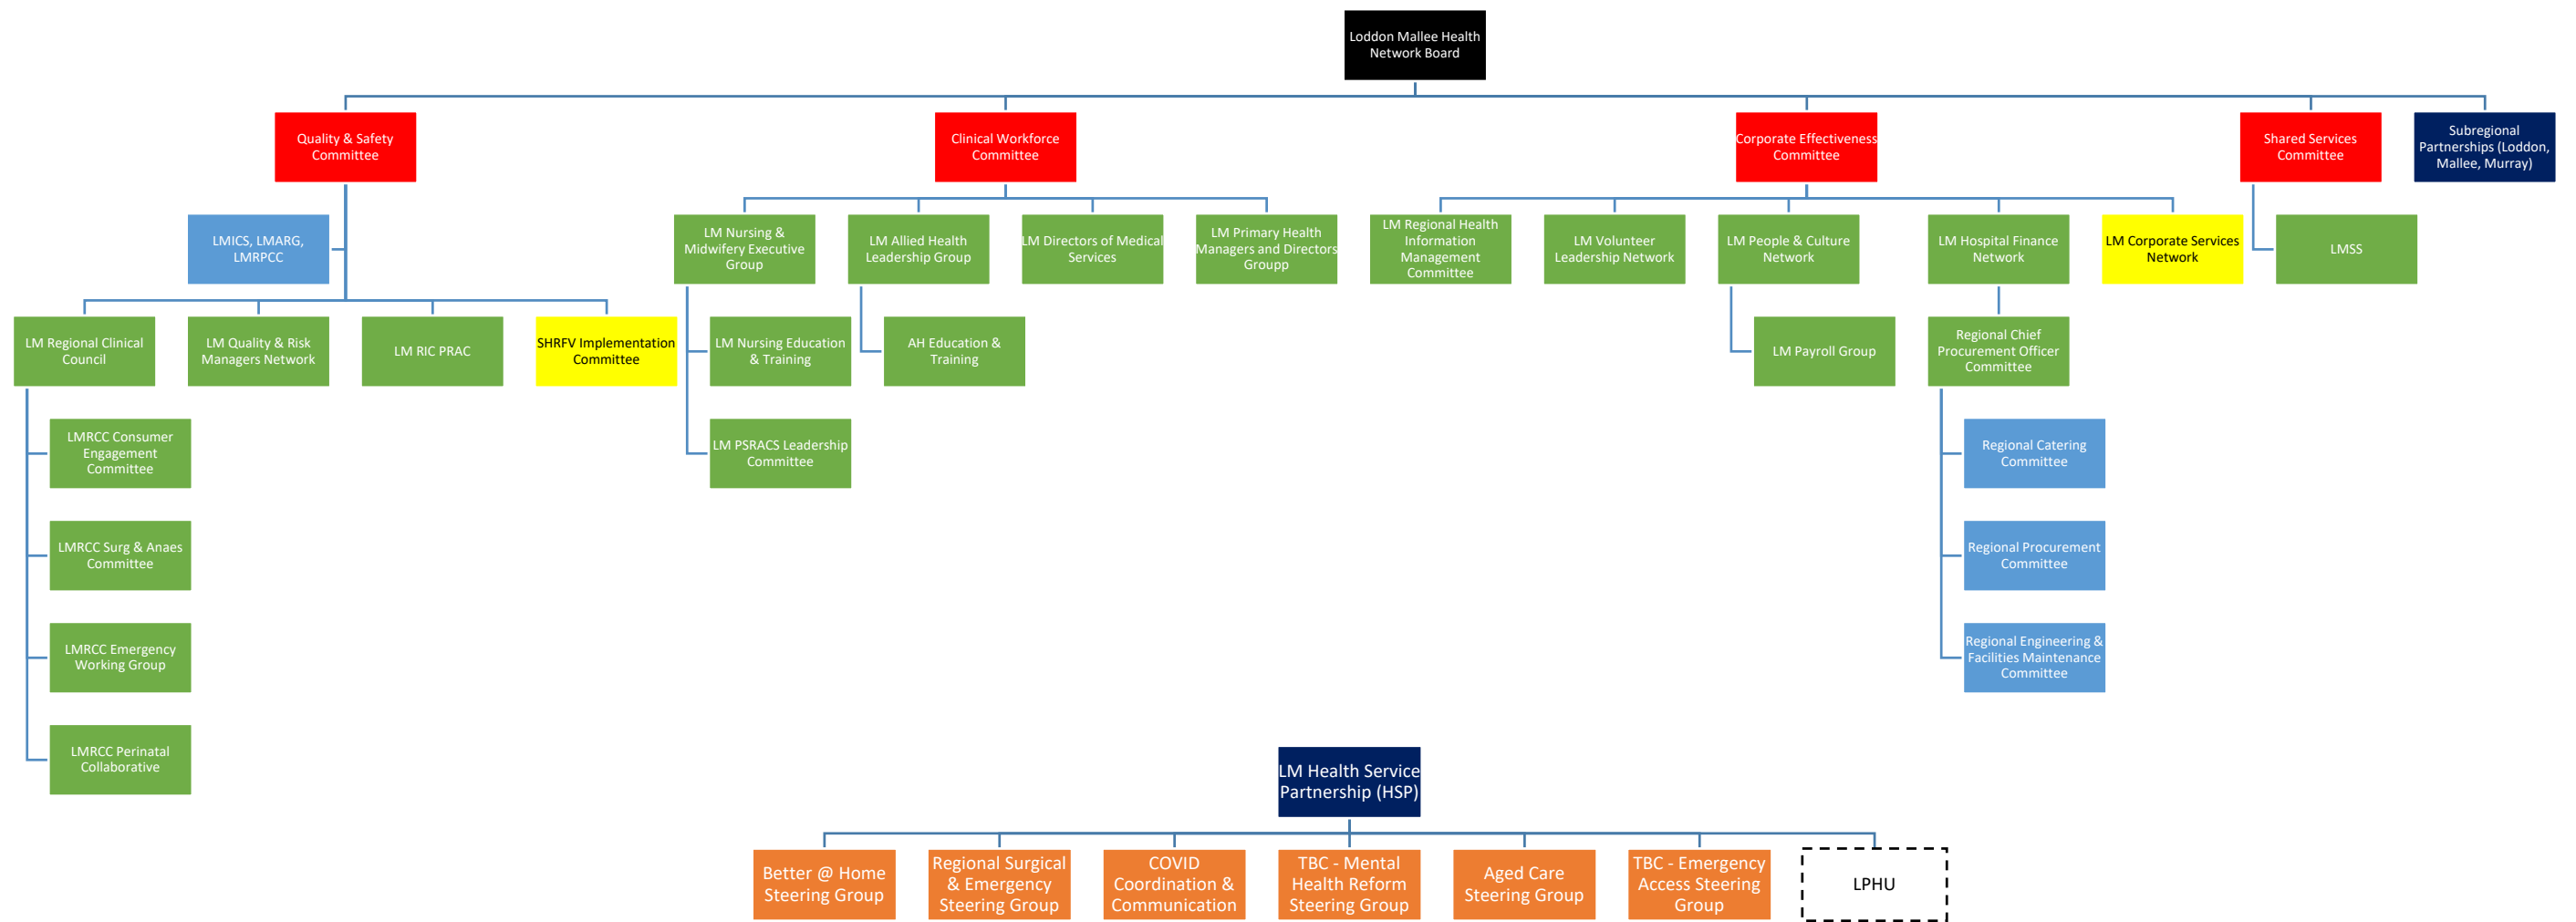 Loddon Mallee Health
Network Board
Quality & Safety
Committee
Clinical Workforce
Committee
Corporate Effectiveness
Committee
Shared Services
Committee
Subregional
Partnerships (Loddon,
Mallee, Murray)
LMICS, LMARG,
LMRPCC
LM Nursing &
Midwifery Executive
Group
LM Allied Health
Leadership Group
LM Directors of Medical
Services
LM Primary Health
Managers and Directors
Groupp
LM Regional Health
Information
Management
Committee
LM Volunteer
Leadership Network
LM People & Culture
Network
LM Hospital Finance
Network
LM Corporate Services
Network
LMSS
LM Regional Clinical
Council
LM Quality & Risk
Managers Network
LM RIC PRAC
SHRFV Implementation
Committee
LM Nursing Education
& Training
AH Education &
Training
LM Payroll Group
Regional Chief
Procurement Officer
Committee
LMRCC Consumer
Engagement
Committee
LM PSRACS Leadership
Committee
Regional Catering
Committee
LMRCC Surg & Anaes
Committee
Regional Procurement
Committee
LMRCC Emergency
Working Group
Regional Engineering &
Facilities Maintenance
Committee
LMRCC Perinatal
Collaborative
LM Health Service
Partnership (HSP)
Better @ Home
Steering Group
Regional Surgical
& Emergency
Steering Group
COVID
Coordination &
Communication
TBC - Mental
Health Reform
Steering Group
Aged Care
Steering Group
TBC - Emergency
Access Steering
Group
LPHU